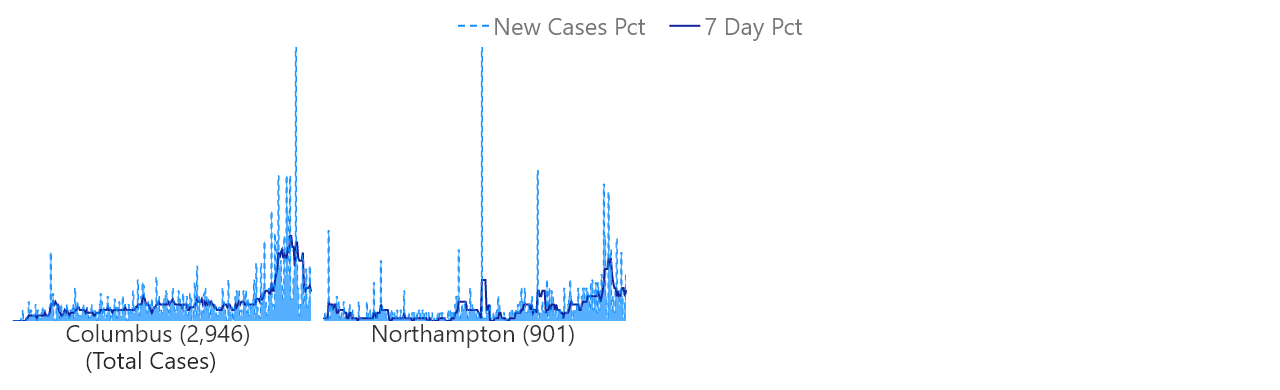 New Cases Pct 7 Day Pct
Columbus (2,946) Northampton (901)
(Total Cases)